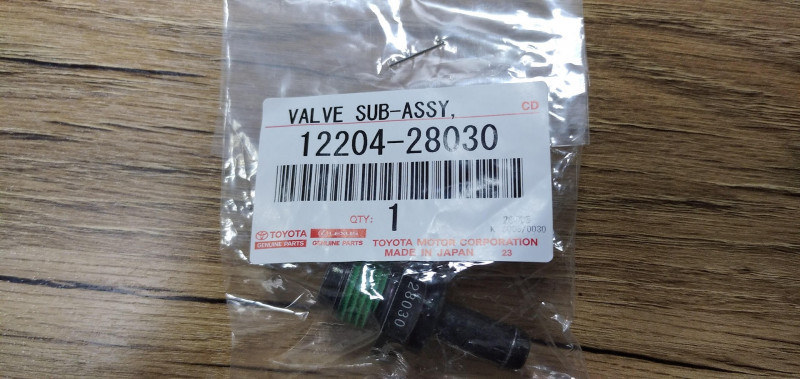 VALVE SUB-ASSY,
CD
12204-28030
QTY: 1
TOYOTA
GENUINE PARTS
GENUINE PARTS
TOYOTA MOTOR CORPORATION
MADE IN JAPAN
23
28030